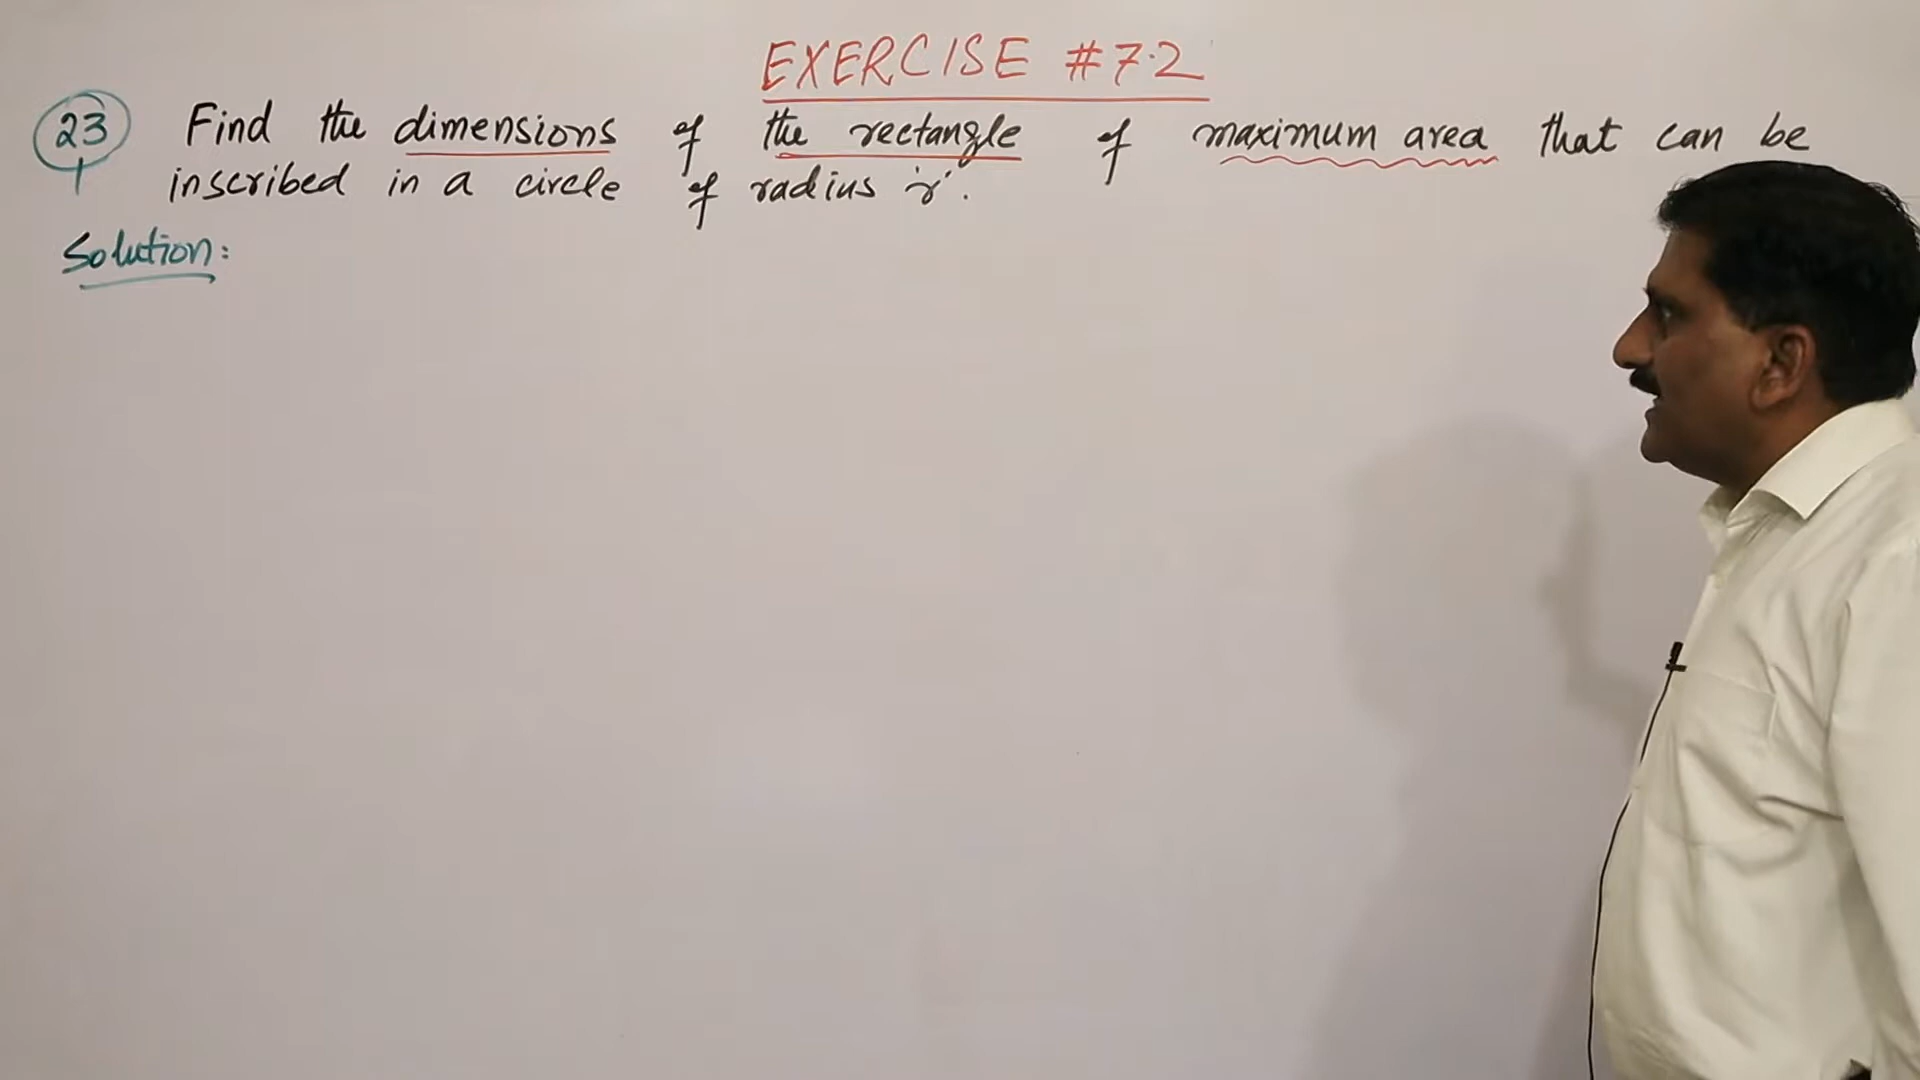 EXERCISE #7.2
23 Find the dimensions of the rectangle of maximum area that can be
inscribed in a circle of radius 'r'.
Solution: